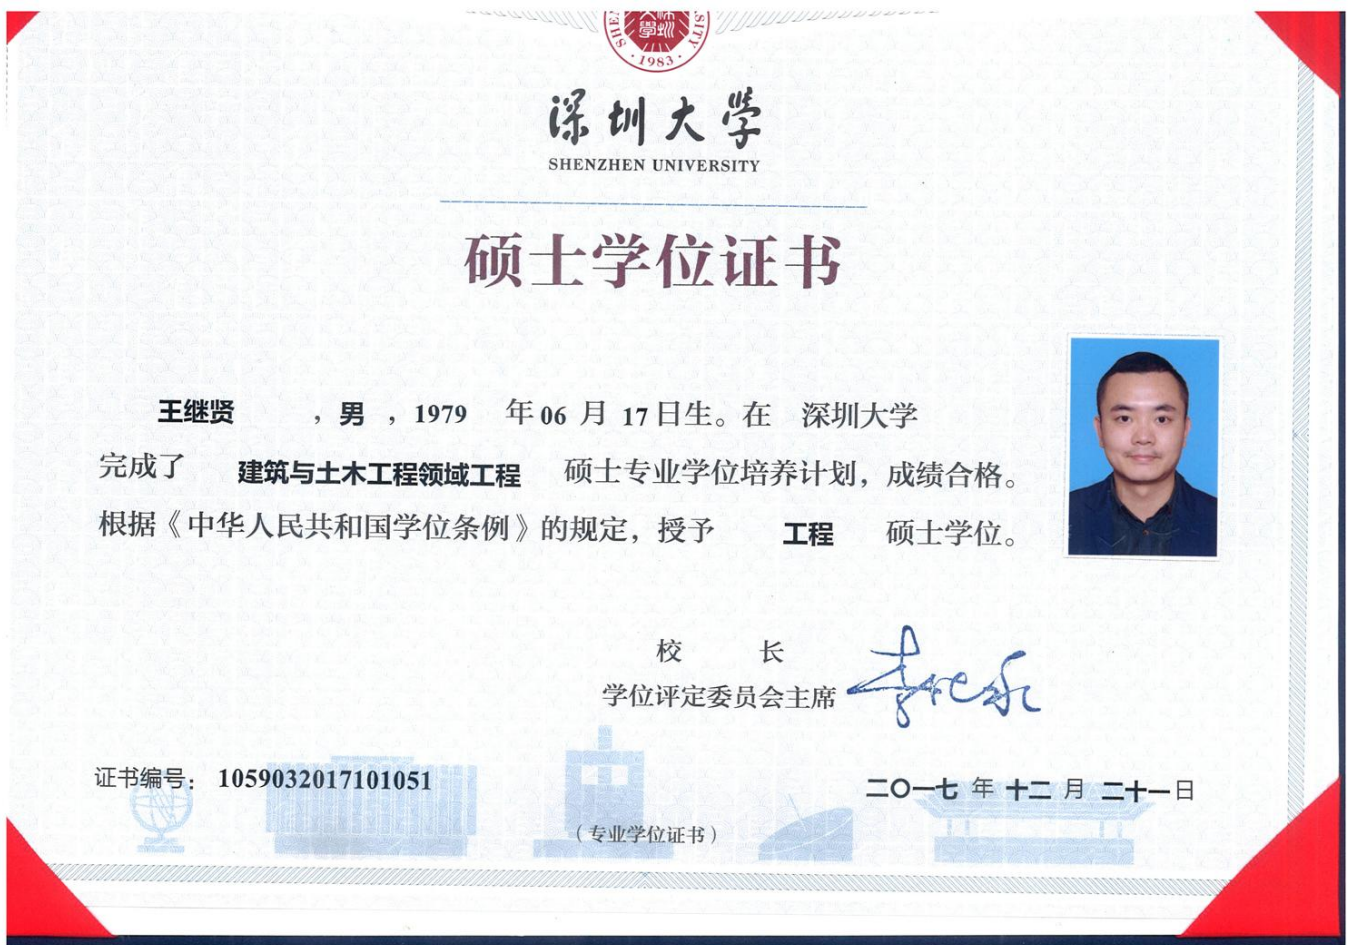 1983
深圳大学
SHENZHEN UNIVERSITY
硕士学位证书
王继贤 ，男 ，1979 年 06 月 17 日生。在 深圳大学
完成了 建筑与土木工程领域工程 硕士专业学位培养计划，成绩合格。
根据《中华人民共和国学位条例》的规定，授予 工程 硕士学位。
校 长
学位评定委员会主席
证书编号： 1059032017101051
二〇一七 年 十二 月 二十一 日
（专业学位证书）